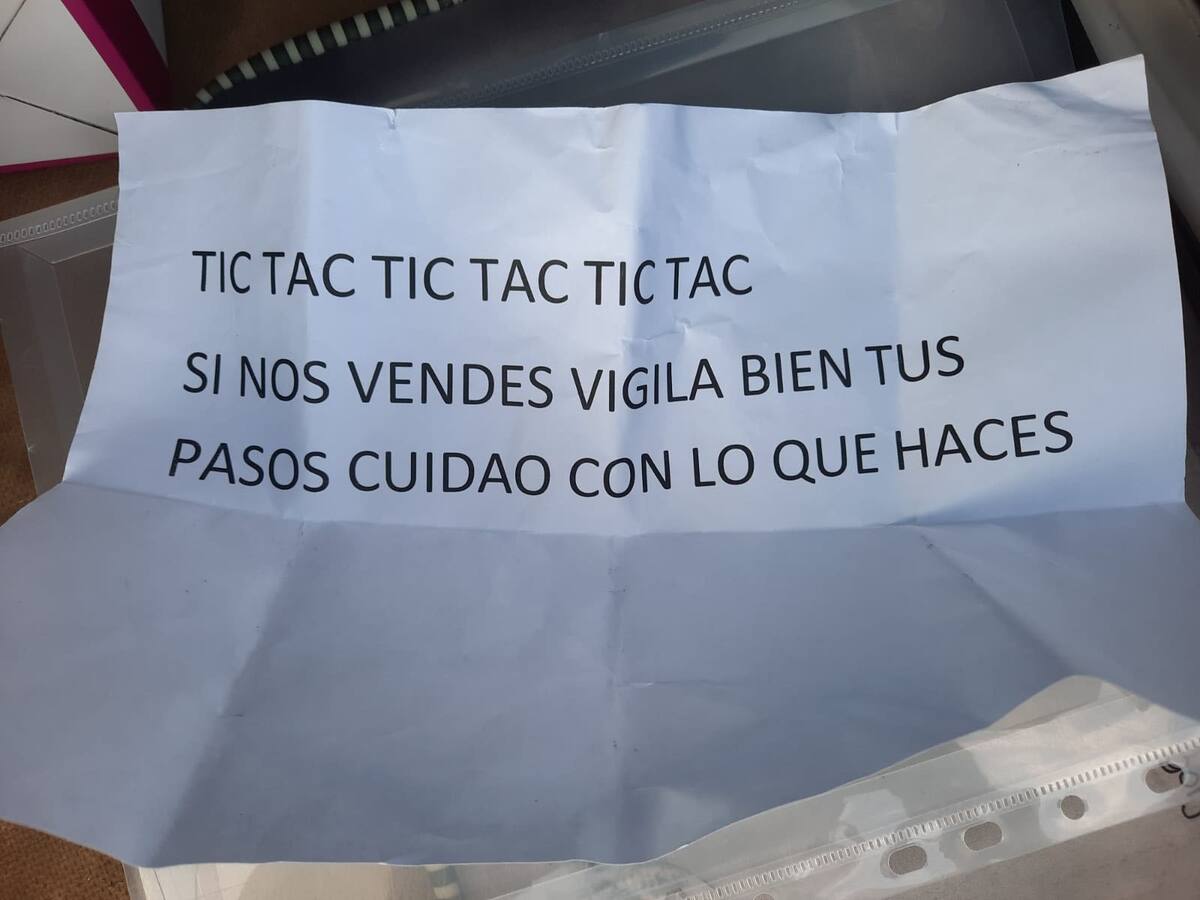 TIC TAC TIC TAC TIC TAC
SI NOS VENDES VIGILA BIEN TUS
PASOS CUIDAO CON LO QUE HACES